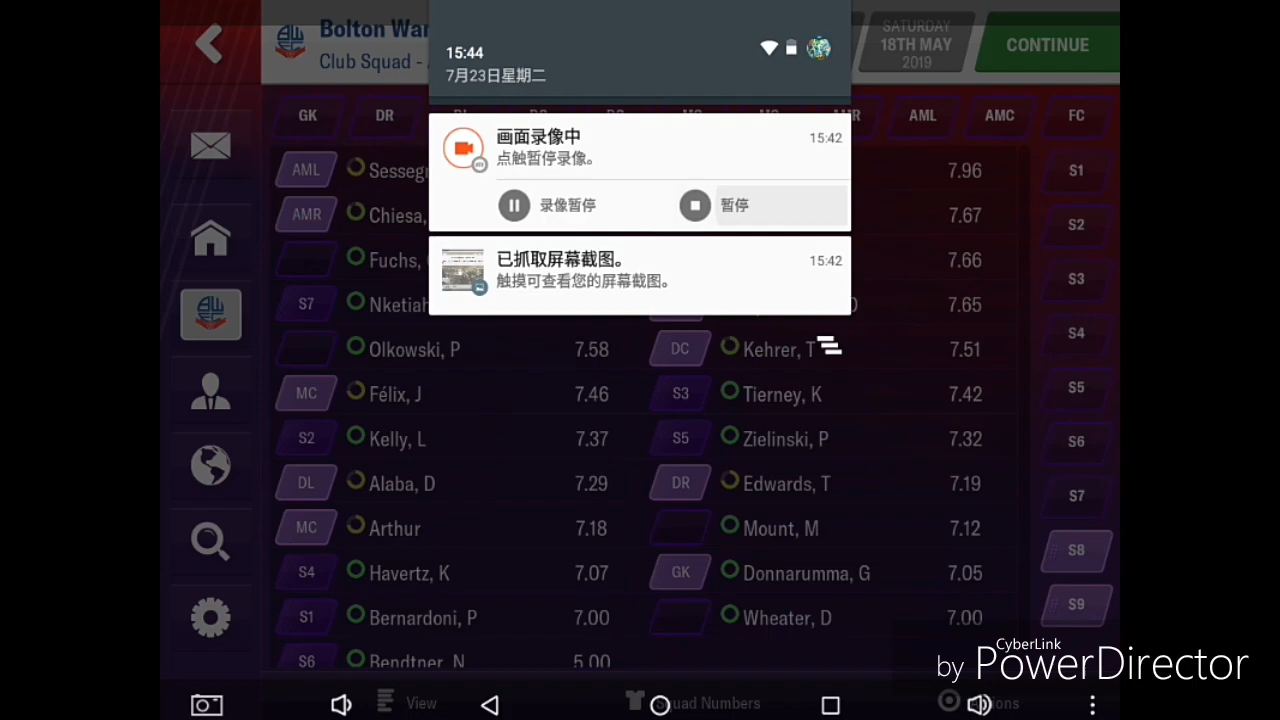 Bolton War
Club Squad -
15:44
7月23日星期二
SATURDAY
18TH MAY
2019
CONTINUE
GK DR AML AMC FC
画面录像中 15:42
点触暂停录像。
录像暂停 暂停
已抓取屏幕截图。 15:42
触摸可查看您的屏幕截图。
AML Sessegn 7.96 S1
AMR Chiesa, 7.67 S2
Fuchs, 7.66 S3
S7 Nketiah 7.65
Olkowski, P 7.58 DC Kehrer, T 7.51 S4
MC Félix, J 7.46 S3 Tierney, K 7.42 S5
S2 Kelly, L 7.37 S5 Zielinski, P 7.32 S6
DL Alaba, D 7.29 DR Edwards, T 7.19 S7
MC Arthur 7.18 Mount, M 7.12 S8
S4 Havertz, K 7.07 GK Donnarumma, G 7.05
S1 Bernardoni, P 7.00 Wheater, D 7.00 S9
S6 Bendtner, N 5.00
View Squad Numbers
CyberLink
by PowerDirector